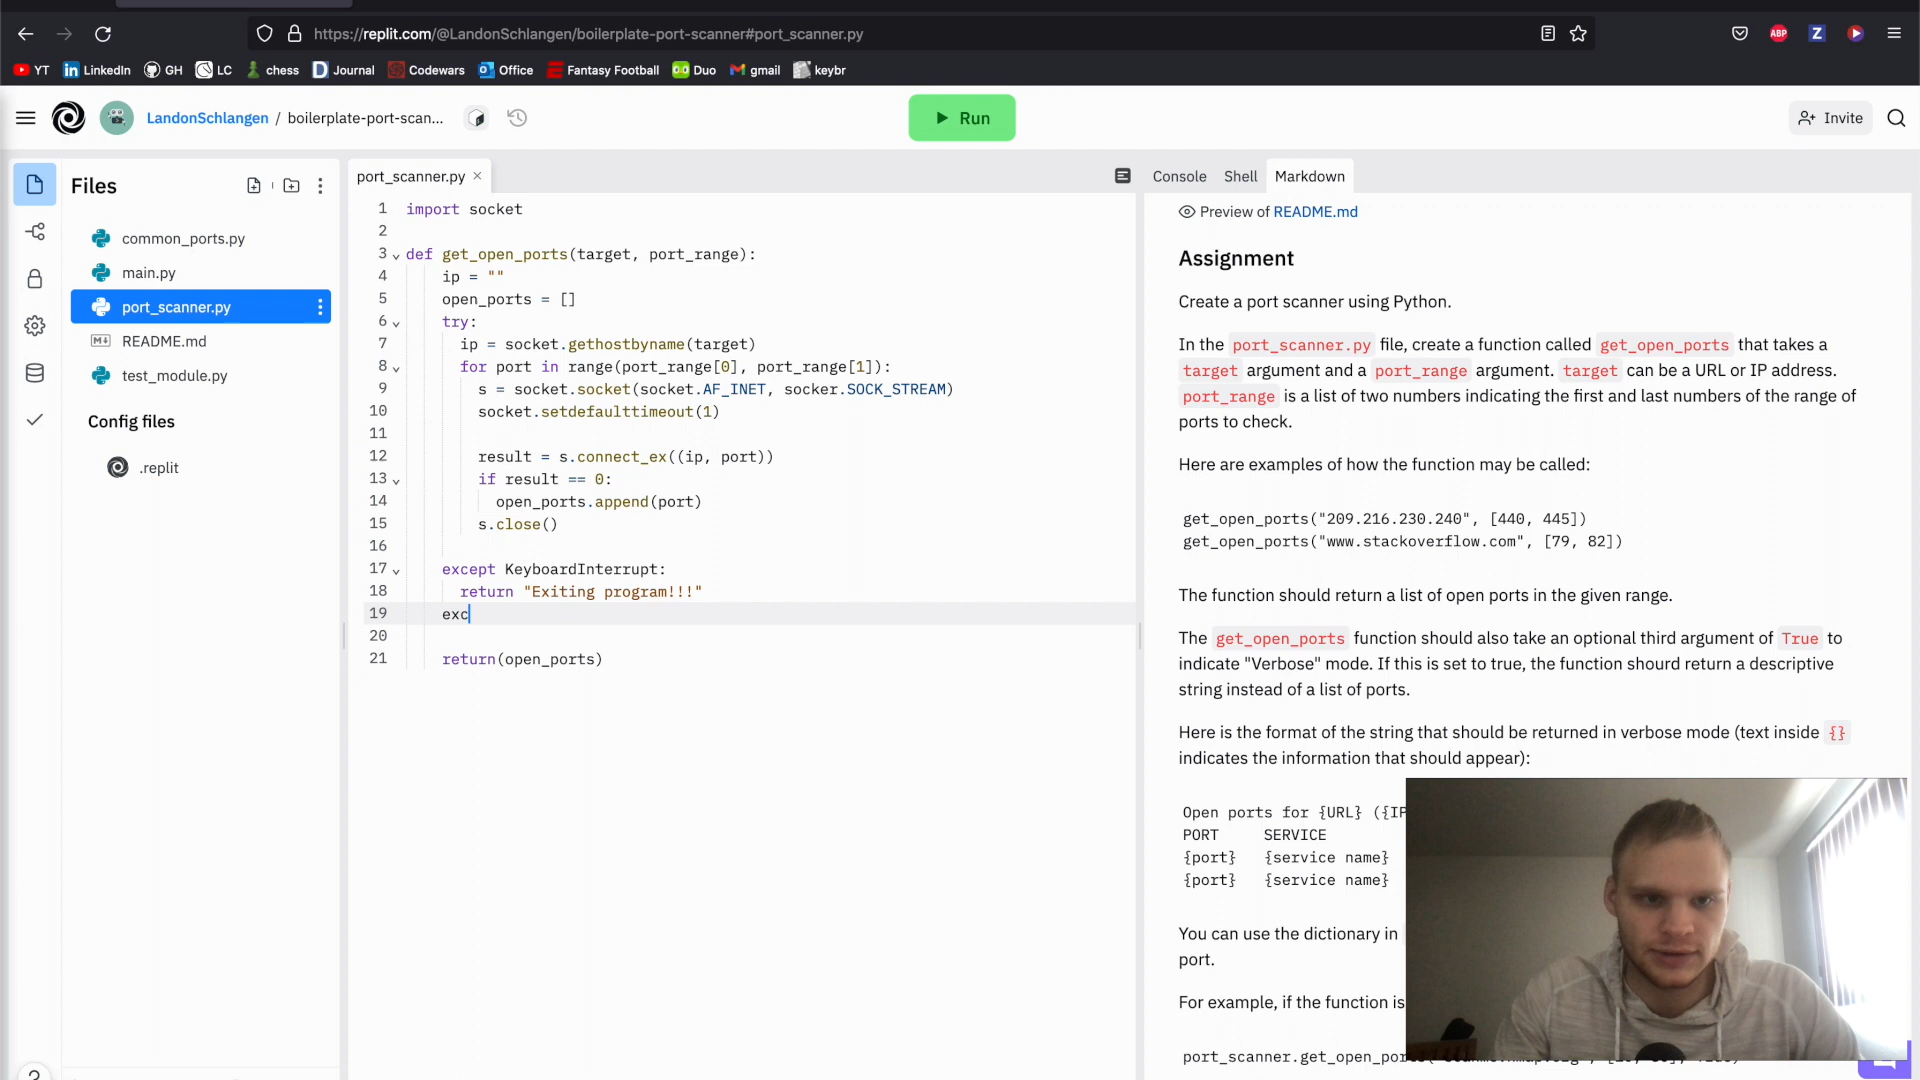 https://replit.com/@LandonSchlangen/boilerplate-port-scanner#port_scanner.py
ABP
Z
YT
LinkedIn
GH
LC
chess
Journal
Codewars
Office
Fantasy Football
Duo
gmail
keybr
LandonSchlangen / boilerplate-port-scan...
Run
Invite
Files
common_ports.py
main.py
port_scanner.py
README.md
test_module.py
Config files
.replit
port_scanner.py
1 import socket
2
3 def get_open_ports(target, port_range):
4 ip = ""
5 open_ports = []
6 try:
7 ip = socket.gethostbyname(target)
8 for port in range(port_range[0], port_range[1]):
9 s = socket.socket(socket.AF_INET, socker.SOCK_STREAM)
10 socket.setdefaulttimeout(1)
11
12 result = s.connect_ex((ip, port))
13 if result == 0:
14 open_ports.append(port)
15 s.close()
16
17 except KeyboardInterrupt:
18 return "Exiting program!!!"
19 exc
20
21 return(open_ports)
Console Shell Markdown
Preview of README.md
Assignment
Create a port scanner using Python.
In the port_scanner.py file, create a function called get_open_ports that takes a
target argument and a port_range argument. target can be a URL or IP address.
port_range is a list of two numbers indicating the first and last numbers of the range of
ports to check.
Here are examples of how the function may be called:
get_open_ports("209.216.230.240", [440, 445])
get_open_ports("www.stackoverflow.com", [79, 82])
The function should return a list of open ports in the given range.
The get_open_ports function should also take an optional third argument of True to
indicate "Verbose" mode. If this is set to true, the function shourd return a descriptive
string instead of a list of ports.
Here is the format of the string that should be returned in verbose mode (text inside {}
indicates the information that should appear):
Open ports for {URL} ({IP
PORT SERVICE
{port} {service name}
{port} {service name}
You can use the dictionary in
port.
For example, if the function is
port_scanner.get_open_por